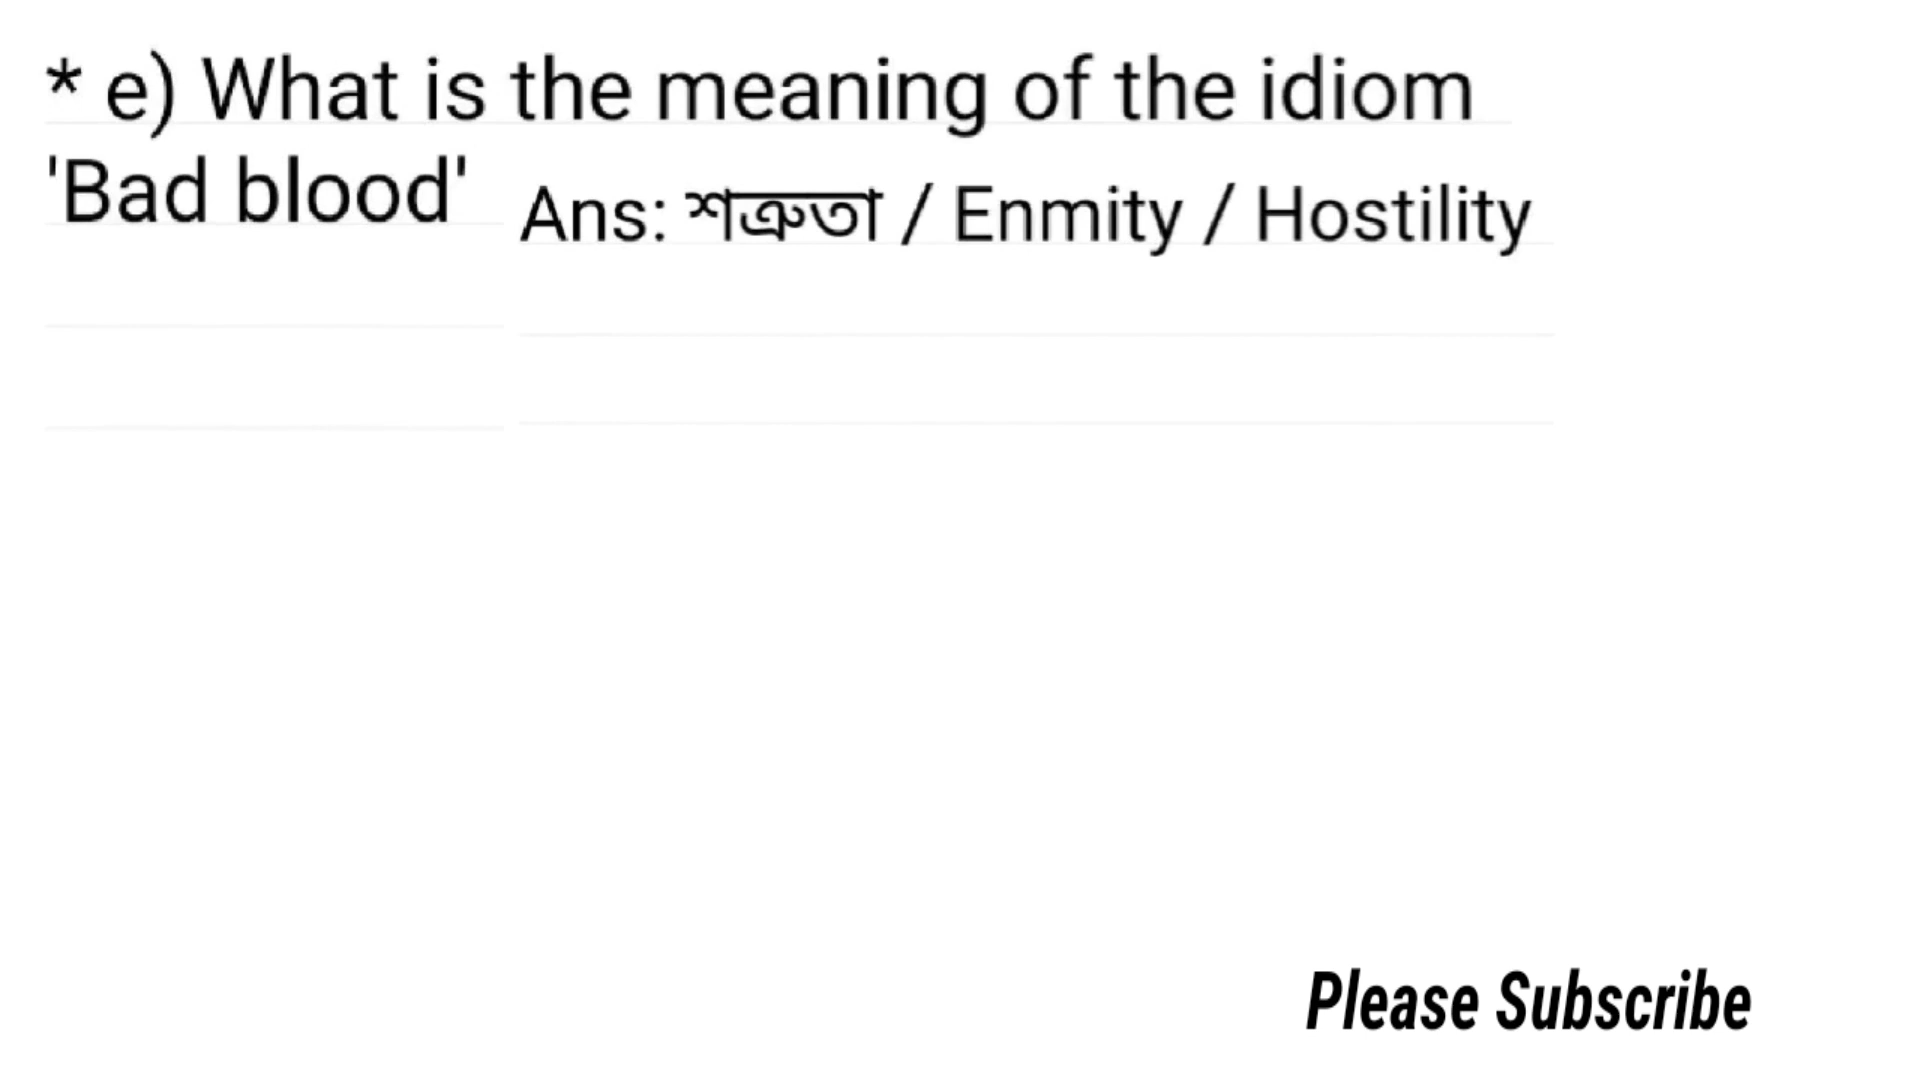 * e) What is the meaning of the idiom
'Bad blood' Ans: শত্রুতা / Enmity / Hostility
Please Subscribe